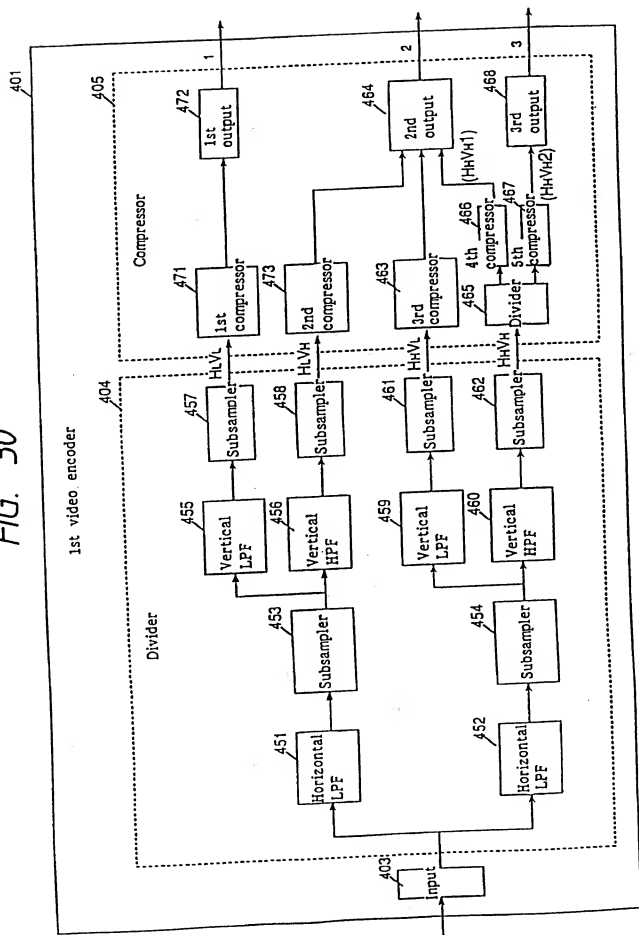 FIG. 30
401
1st video encoder
404
Divider
405
Compressor
403
Input
451
Horizontal
LPF
452
Horizontal
LPF
453
Subsampler
454
Subsampler
455
Vertical
LPF
456
Vertical
HPF
459
Vertical
LPF
460
Vertical
HPF
457
Subsampler
458
Subsampler
461
Subsampler
462
Subsampler
HLVL
HLVH
HHVL
HHVH
471
1st
compressor
473
2nd
compressor
463
3rd
compressor
465
Divider
466
4th
compressor
467
5th
compressor
(HHVH1)
(HHVH2)
472
1st
output
464
2nd
output
468
3rd
output
1
2
3